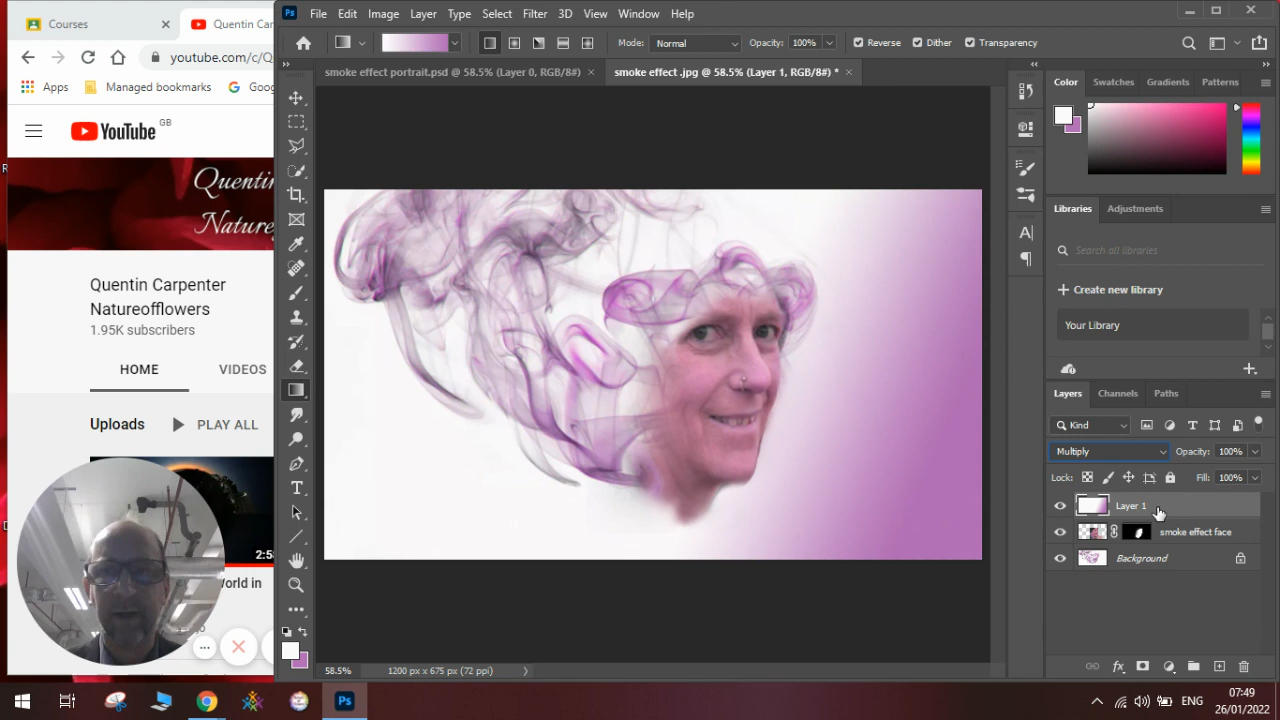 Courses
Quentin Carp
youtube.com/c/Q
Apps
Managed bookmarks
Goog
YouTube
GB
Quentin
Nature
Quentin Carpenter
Natureofflowers
1.95K subscribers
HOME
VIDEOS
Uploads
PLAY ALL
2:5
World in
Ps
File
Edit
Image
Layer
Type
Select
Filter
3D
View
Window
Help
Mode:
Normal
Opacity:
100%
Reverse
Dither
Transparency
smoke effect portrait.psd @ 58.5% (Layer 0, RGB/8#)
smoke effect .jpg @ 58.5% (Layer 1, RGB/8#) *
58.5%
1200 px x 675 px (72 ppi)
Color
Swatches
Gradients
Patterns
Libraries
Adjustments
Search all libraries
Create new library
Your Library
Layers
Channels
Paths
Kind
Multiply
Opacity:
100%
Lock:
Fill:
100%
Layer 1
smoke effect face
Background
Ps
ENG
07:49
26/01/2022